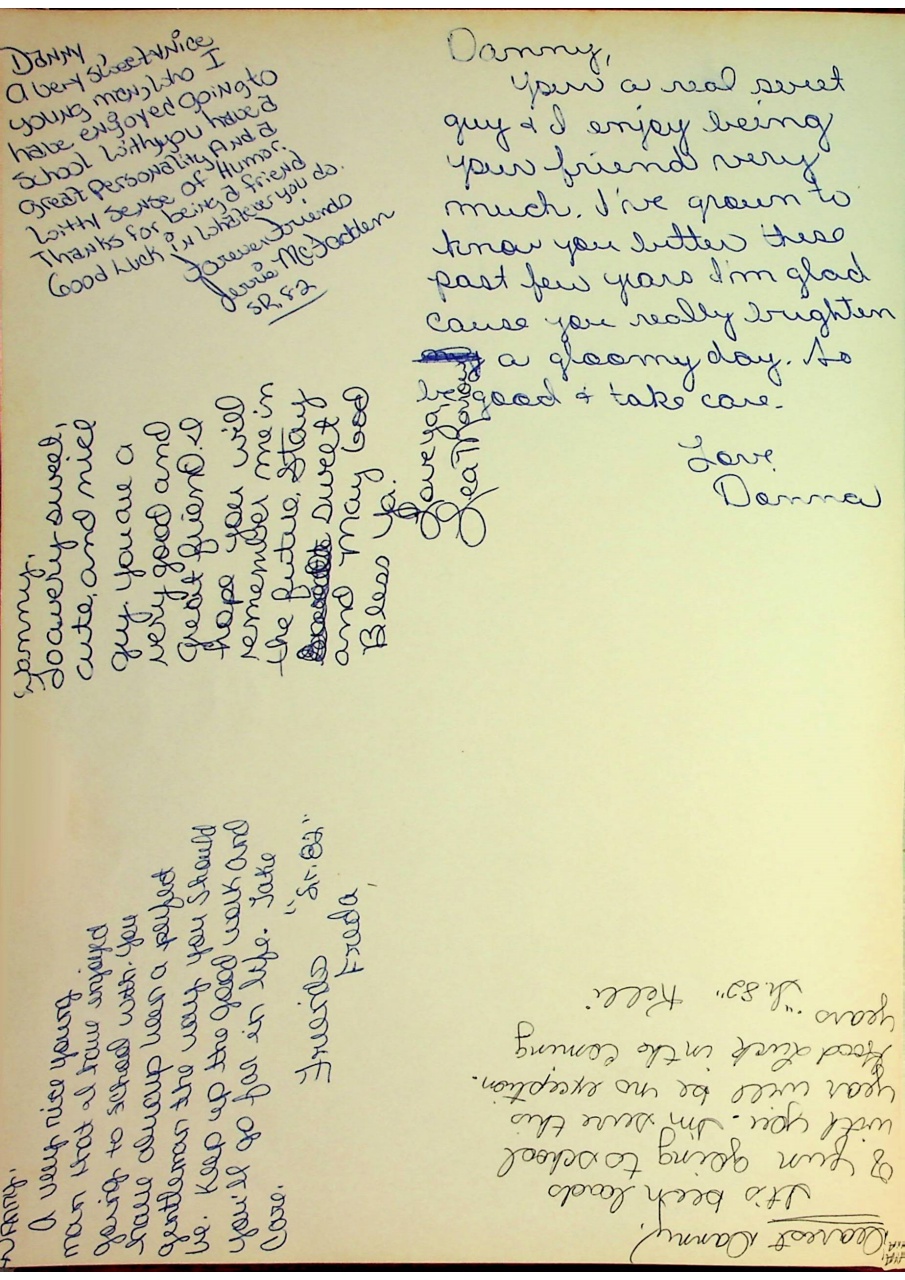 Danny,
A very sweet, nice
young man, who I
have enjoyed going to
school with. you have a
great Personality And a
witty sense of Humor.
Thanks for being a friend
Good Luck in whatever you do.
Forever Friends
Jerrie McFadden
SR. 82
Danny,
Your a real sweet
guy & I enjoy being
your friend very
much. I've grown to
know you better these
past few years I'm glad
cause you really brighten
a gloomy day. So
be good & take care.
Love
Donna
Danny,
To a very sweet,
cute, and nice
guy you are a
very good and
great friend. I
hope you will
remember me in
the future. Stay
sweet
and may God
Bless Ya.
Love Ya,
Lea
Danny,
A very nice young
man that I have enjoyed
going to school with. You
have always been a perfect
gentleman the way you should
be. Keep up the good work and
you'll go far in life. Take
Care.
Friends "Sr. 82"
Freda,
Dearest Danny,
It's been loads
of fun going to school
with you. I'm sure this
year will be no exception.
Good Luck in the coming
years.
"Jr. 82" Kelli